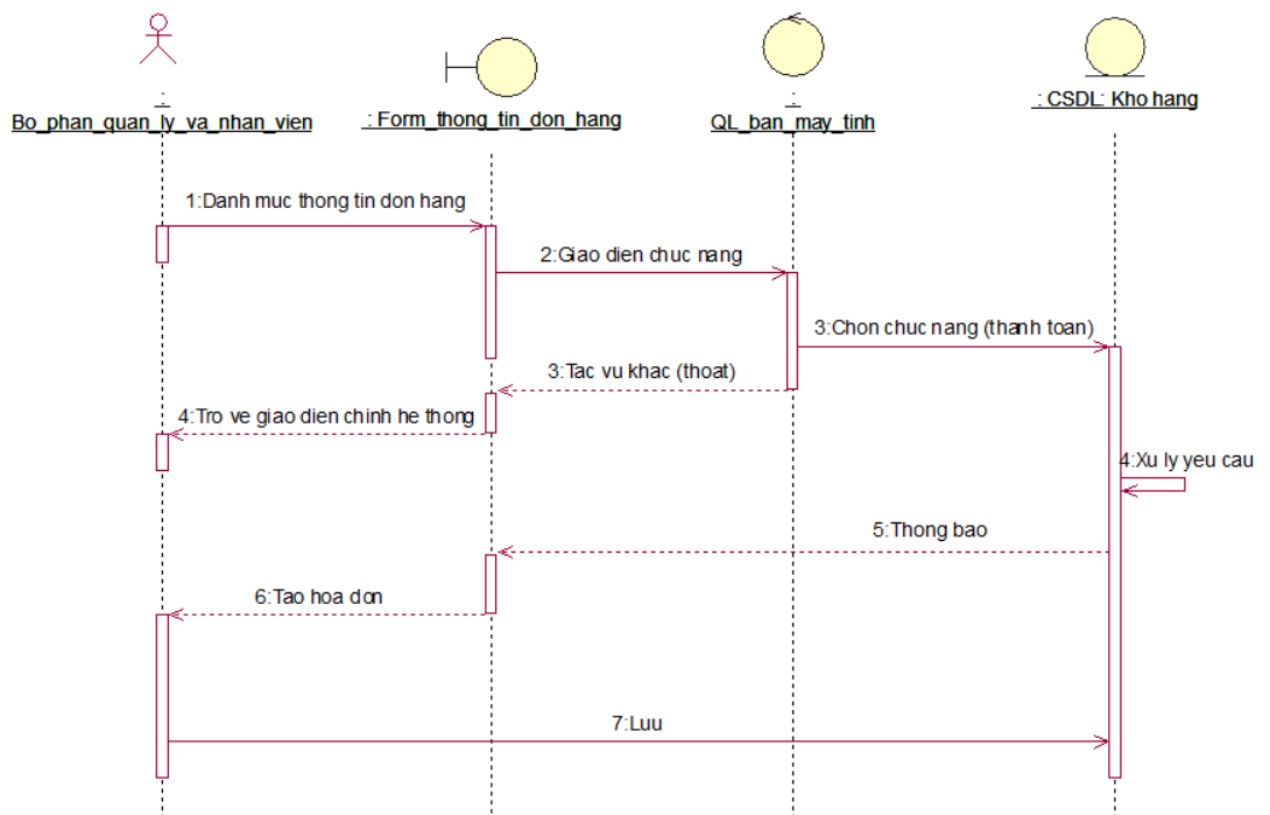 :
Bo_phan_quan_ly_va_nhan_vien
: Form_thong_tin_don_hang
:
QL_ban_may_tinh
: CSDL: Kho hang
1:Danh muc thong tin don hang
2:Giao dien chuc nang
3:Chon chuc nang (thanh toan)
3:Tac vu khac (thoat)
4:Tro ve giao dien chinh he thong
4:Xu ly yeu cau
5:Thong bao
6:Tao hoa don
7:Luu